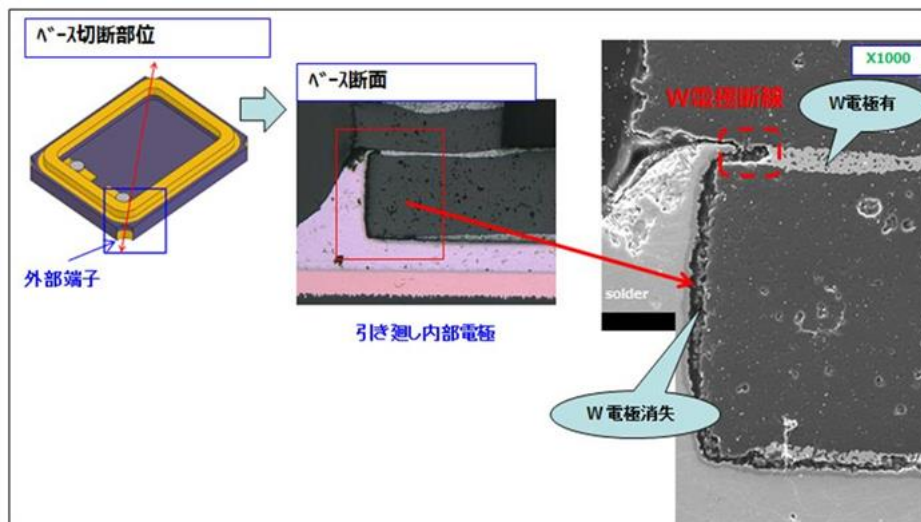 ﾍﾞｰｽ切断部位
外部端子
ﾍﾞｰｽ断面
引き廻し内部電極
X1000
W電極断線
W電極有
solder
W電極消失